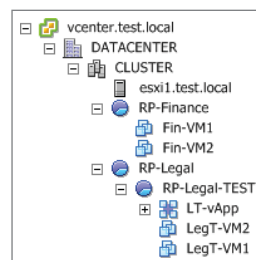 vcenter.test.local
DATACENTER
CLUSTER
esxi1.test.local
RP-Finance
Fin-VM1
Fin-VM2
RP-Legal
RP-Legal-TEST
LT-vApp
LegT-VM2
LegT-VM1